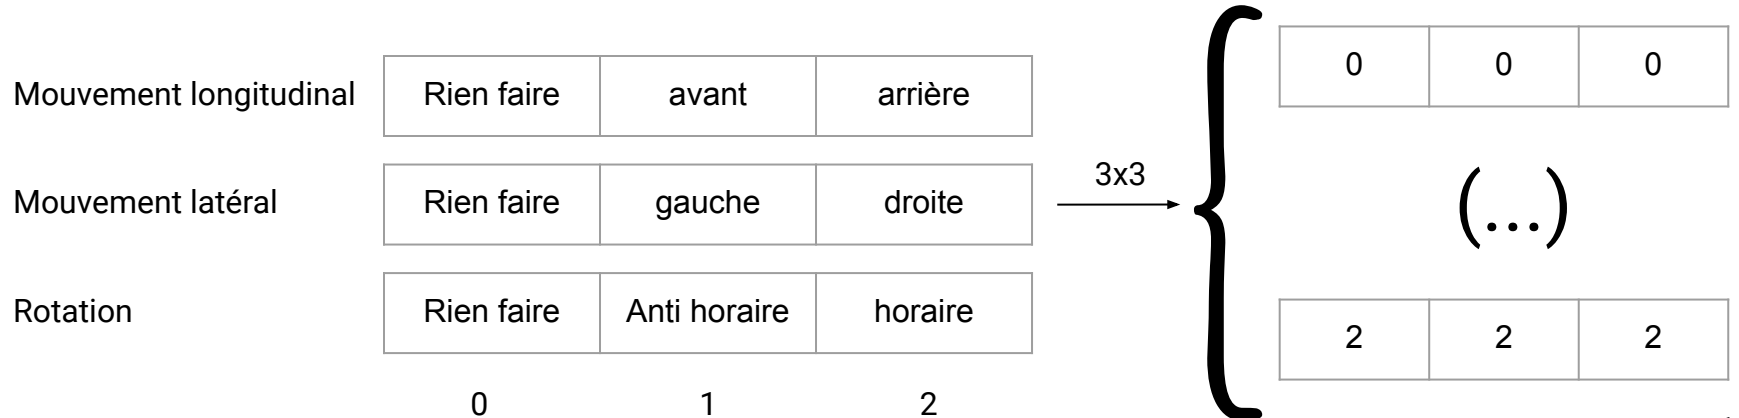 Mouvement longitudinal Rien faire avant arrière
Mouvement latéral Rien faire gauche droite
Rotation Rien faire Anti horaire horaire
0 1 2
3x3
0 0 0
(...)
2 2 2